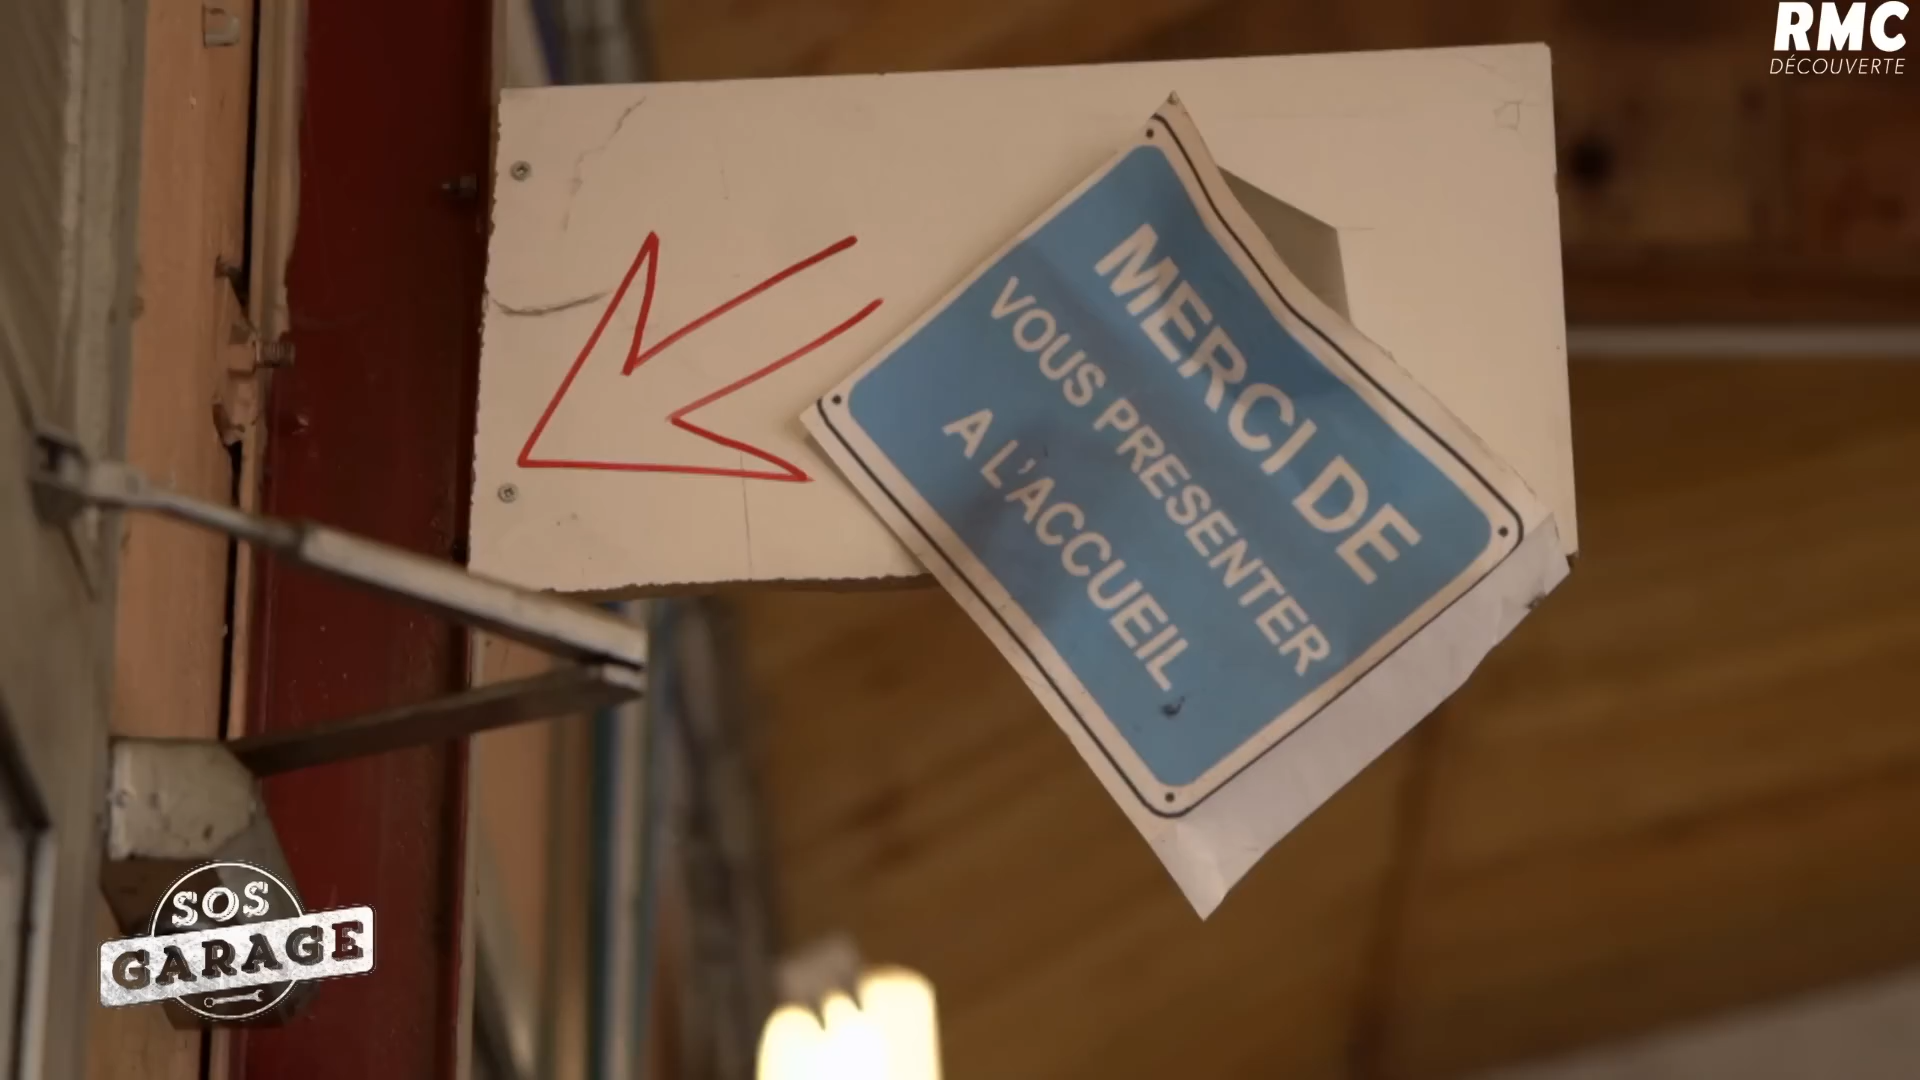 RMC
DÉCOUVERTE
MERCI DE
VOUS PRESENTER
A L'ACCUEIL
SOS
GARAGE